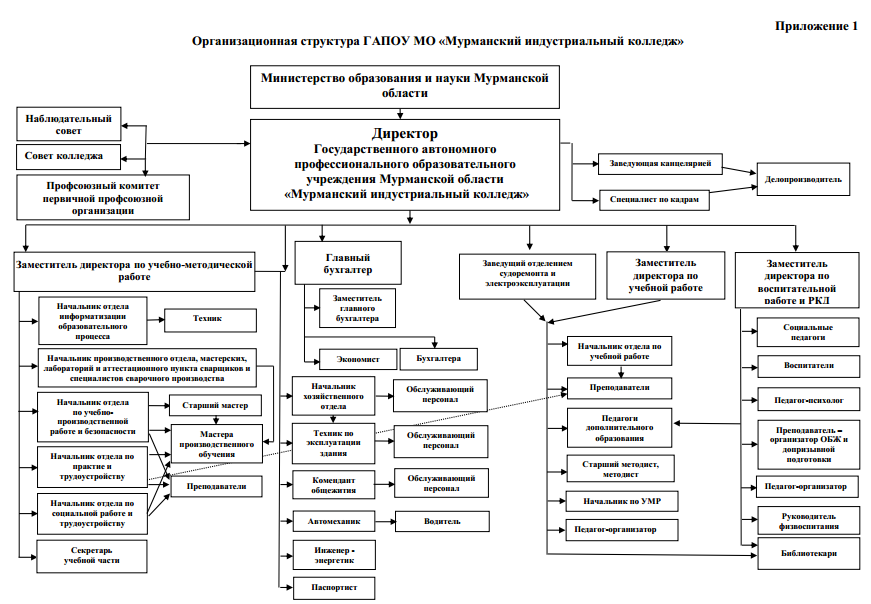 Приложение 1
Организационная структура ГАПОУ МО «Мурманский индустриальный колледж»
Министерство образования и науки Мурманской
области
Наблюдательный
совет
Совет колледжа
Профсоюзный комитет
первичной профсоюзной
организации
Директор
Государственного автономного
профессионального образовательного
учреждения Мурманской области
«Мурманский индустриальный колледж»
Заведующая канцелярией
Специалист по кадрам
Делопроизводитель
Заместитель директора по учебно-методической
работе
Главный
бухгалтер
Заведущий отделением
судоремонта и
электроэксплуатации
Заместитель
директора по
учебной работе
Заместитель
директора по
воспитательной
работе и РКД
Начальник отдела
информатизации
образовательного
процесса
Техник
Начальник производственного отдела, мастерских,
лабораторий и аттестационного пункта сварщиков и
специалистов сварочного производства
Начальник отдела
по учебно-
производственной
работе и безопасности
Старший мастер
Мастера
производственного
обучения
Начальник отдела по
практие и
трудоустройству
Преподаватели
Начальник отдела по
социальной работе и
трудоустройству
Секретарь
учебной части
Заместитель
главного
бухгалтера
Экономист
Бухгалтера
Начальник
хозяйственного
отдела
Обслуживающий
персонал
Техник по
эксплуатации
здания
Обслуживающий
персонал
Комендант
общежития
Обслуживающий
персонал
Автомеханик
Водитель
Инженер -
энергетик
Паспортист
Начальник отдела по
учебной работе
Преподаватели
Педагоги
дополнительного
образования
Старший методист,
методист
Начальник по УМР
Педагог-организатор
Социальные
педагоги
Воспитатели
Педагог-психолог
Преподаватель –
организатор ОБЖ и
допризывной
подготовки
Педагог-организатор
Руководитель
физвоспитания
Библиотекари